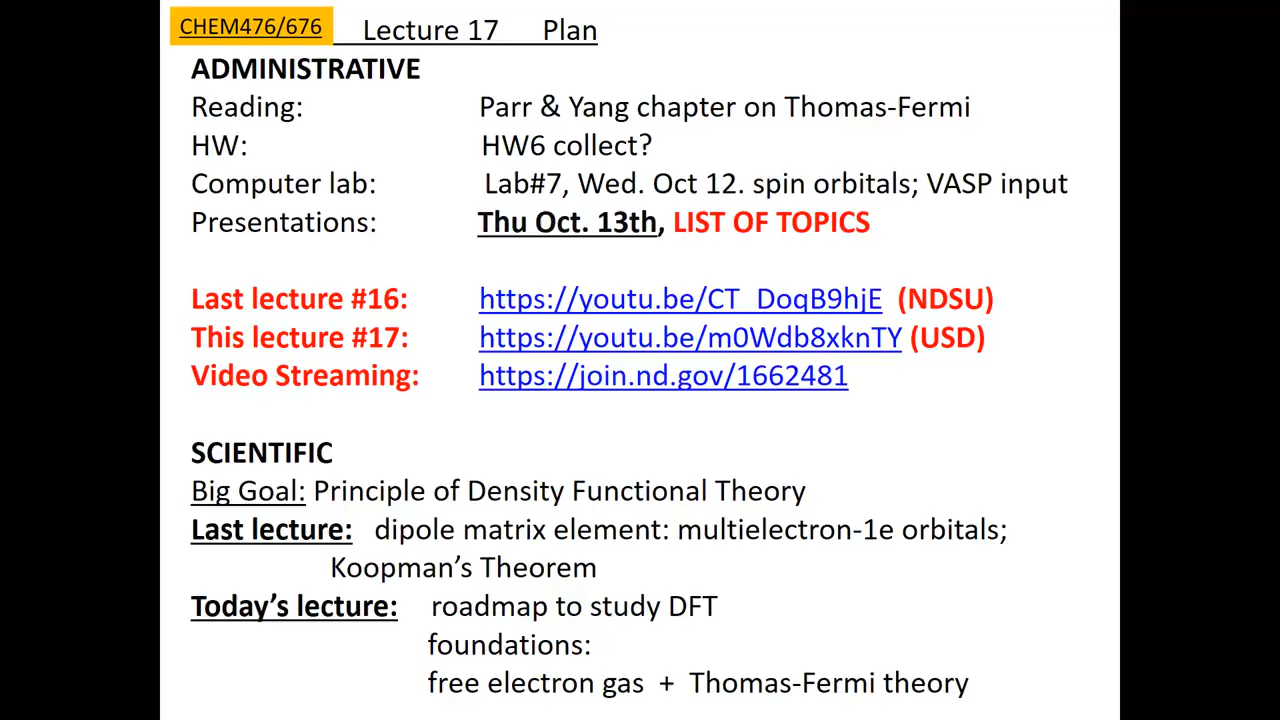 CHEM476/676 Lecture 17 Plan
ADMINISTRATIVE
Reading: Parr & Yang chapter on Thomas-Fermi
HW: HW6 collect?
Computer lab: Lab#7, Wed. Oct 12. spin orbitals; VASP input
Presentations: Thu Oct. 13th, LIST OF TOPICS
Last lecture #16: https://youtu.be/CT_DoqB9hjE (NDSU)
This lecture #17: https://youtu.be/m0Wdb8xknTY (USD)
Video Streaming: https://join.nd.gov/1662481
SCIENTIFIC
Big Goal: Principle of Density Functional Theory
Last lecture: dipole matrix element: multielectron-1e orbitals;
Koopman’s Theorem
Today’s lecture: roadmap to study DFT
foundations:
free electron gas + Thomas-Fermi theory